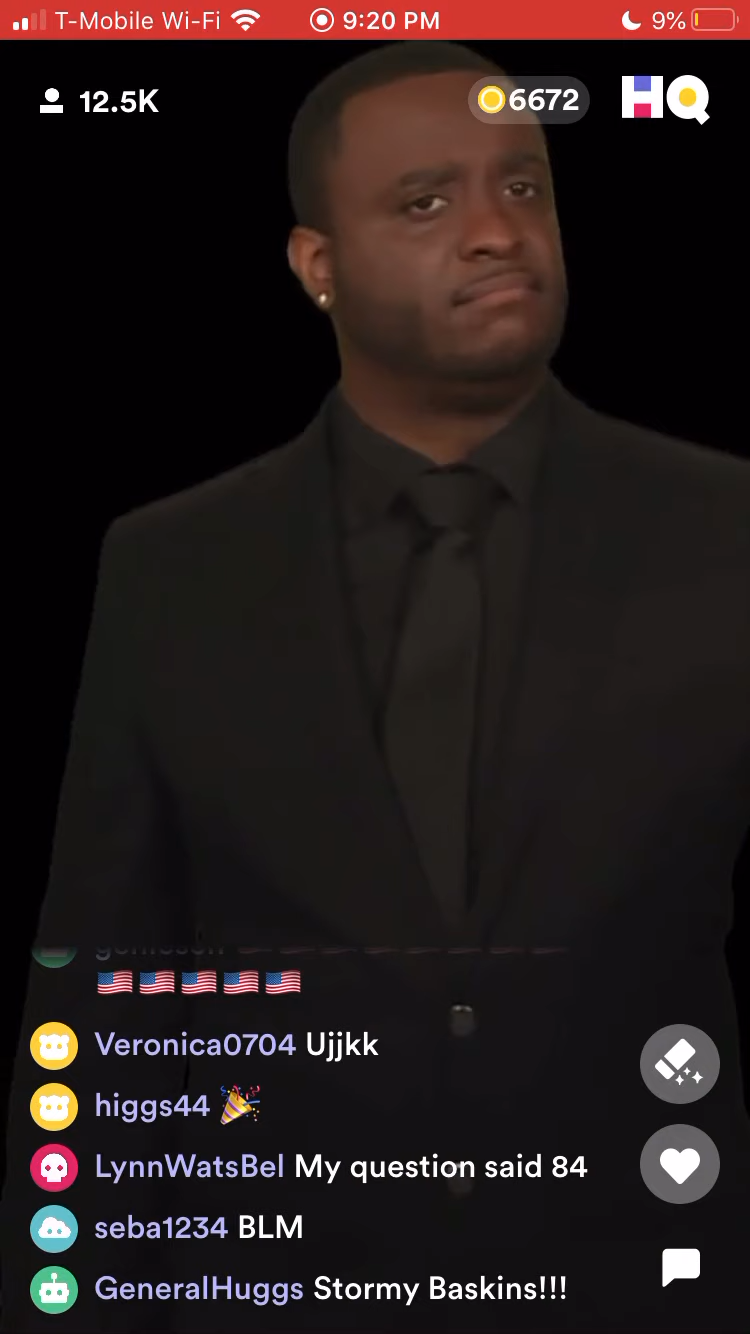 T-Mobile Wi-Fi 9:20 PM 9%
12.5K 6672 HQ
Veronica0704 Ujjkk
higgs44
LynnWatsBel My question said 84
seba1234 BLM
GeneralHuggs Stormy Baskins!!!